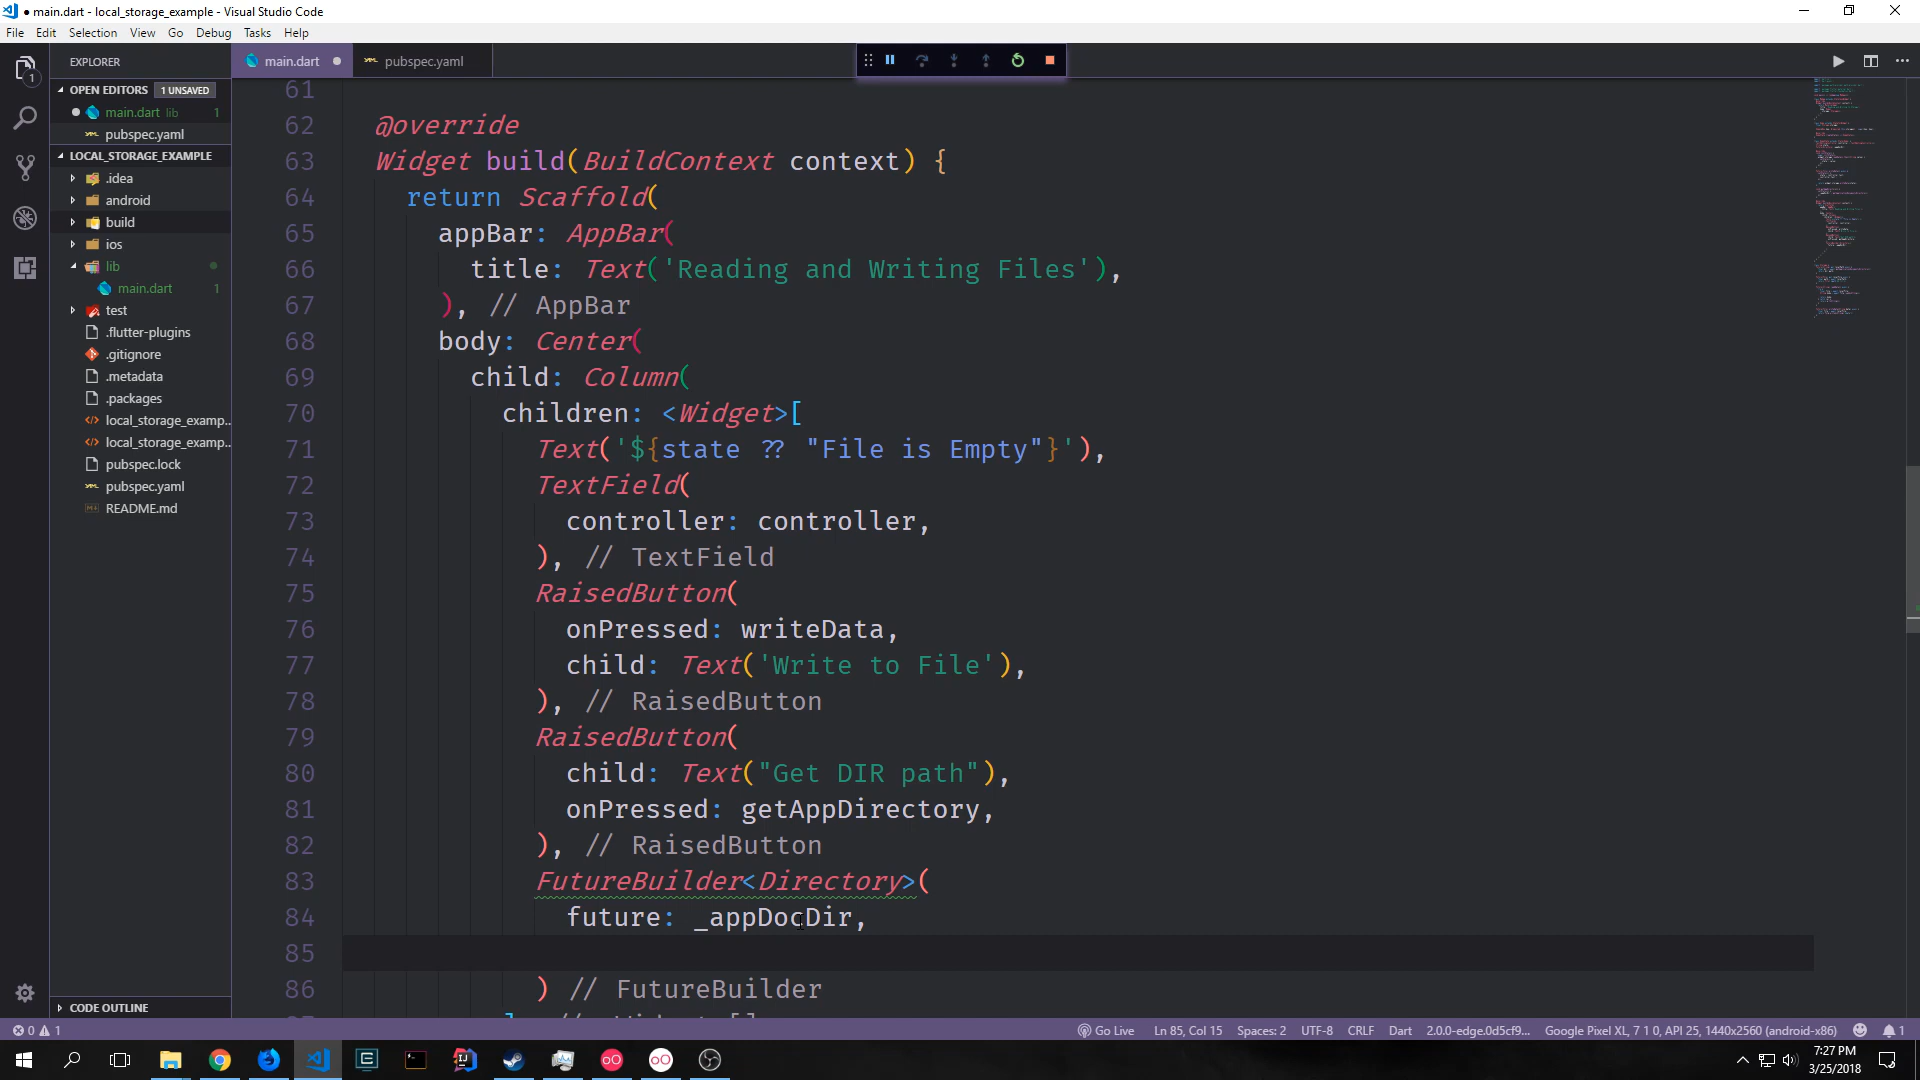 ● main.dart - local_storage_example - Visual Studio Code
File Edit Selection View Go Debug Tasks Help
1
EXPLORER
OPEN EDITORS 1 UNSAVED
main.dart lib 1
pubspec.yaml
LOCAL_STORAGE_EXAMPLE
.idea
android
build
ios
lib
main.dart 1
test
.flutter-plugins
.gitignore
.metadata
.packages
local_storage_examp...
local_storage_examp...
pubspec.lock
pubspec.yaml
README.md
CODE OUTLINE
main.dart ●
pubspec.yaml
61
62 @override
63 Widget build(BuildContext context) {
64 return Scaffold(
65 appBar: AppBar(
66 title: Text('Reading and Writing Files'),
67 ), // AppBar
68 body: Center(
69 child: Column(
70 children: <Widget>[
71 Text('${state ?? "File is Empty"}'),
72 TextField(
73 controller: controller,
74 ), // TextField
75 RaisedButton(
76 onPressed: writeData,
77 child: Text('Write to File'),
78 ), // RaisedButton
79 RaisedButton(
80 child: Text("Get DIR path"),
81 onPressed: getAppDirectory,
82 ), // RaisedButton
83 FutureBuilder<Directory>(
84 future: _appDocDir,
85
86 ) // FutureBuilder
0 1 Go Live Ln 85, Col 15 Spaces: 2 UTF-8 CRLF Dart 2.0.0-edge.0d5cf9... Google Pixel XL, 7 1 0, API 25, 1440x2560 (android-x86) 1
7:27 PM
3/25/2018